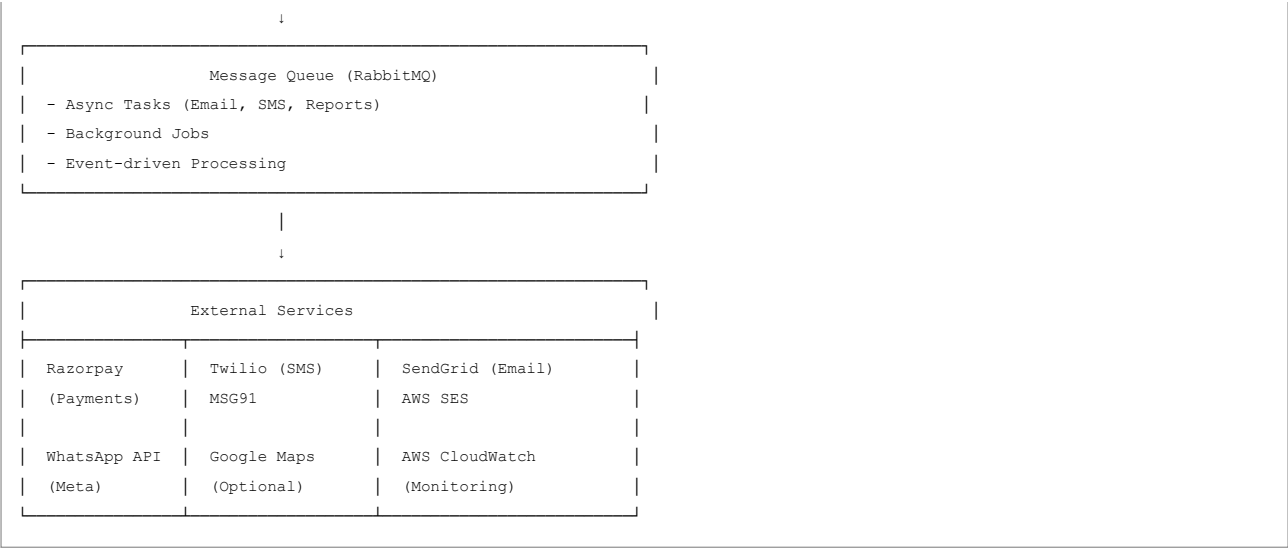 ↓
Message Queue (RabbitMQ)
- Async Tasks (Email, SMS, Reports)
- Background Jobs
- Event-driven Processing
↓
External Services
Razorpay Twilio (SMS) SendGrid (Email)
(Payments) MSG91 AWS SES
WhatsApp API Google Maps AWS CloudWatch
(Meta) (Optional) (Monitoring)